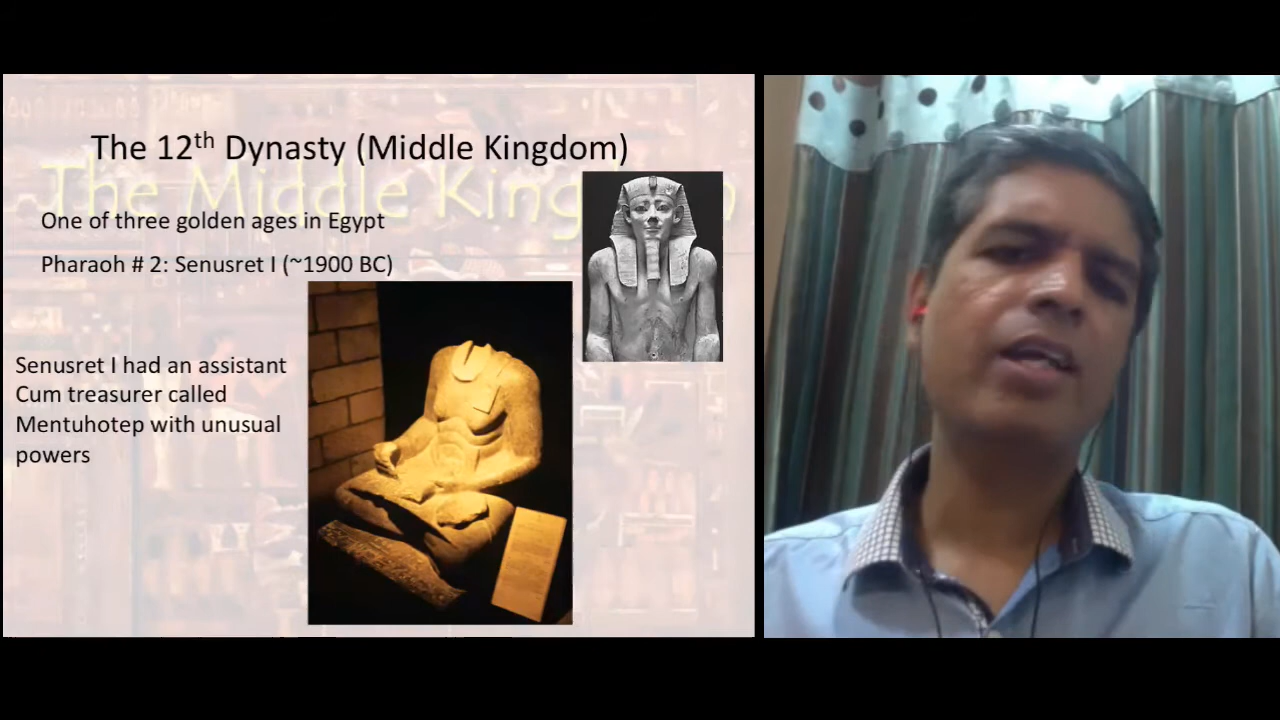 The 12th Dynasty (Middle Kingdom)
The Middle Kingdom
One of three golden ages in Egypt
Pharaoh # 2: Senusret I (~1900 BC)
Senusret I had an assistant
Cum treasurer called
Mentuhotep with unusual
powers